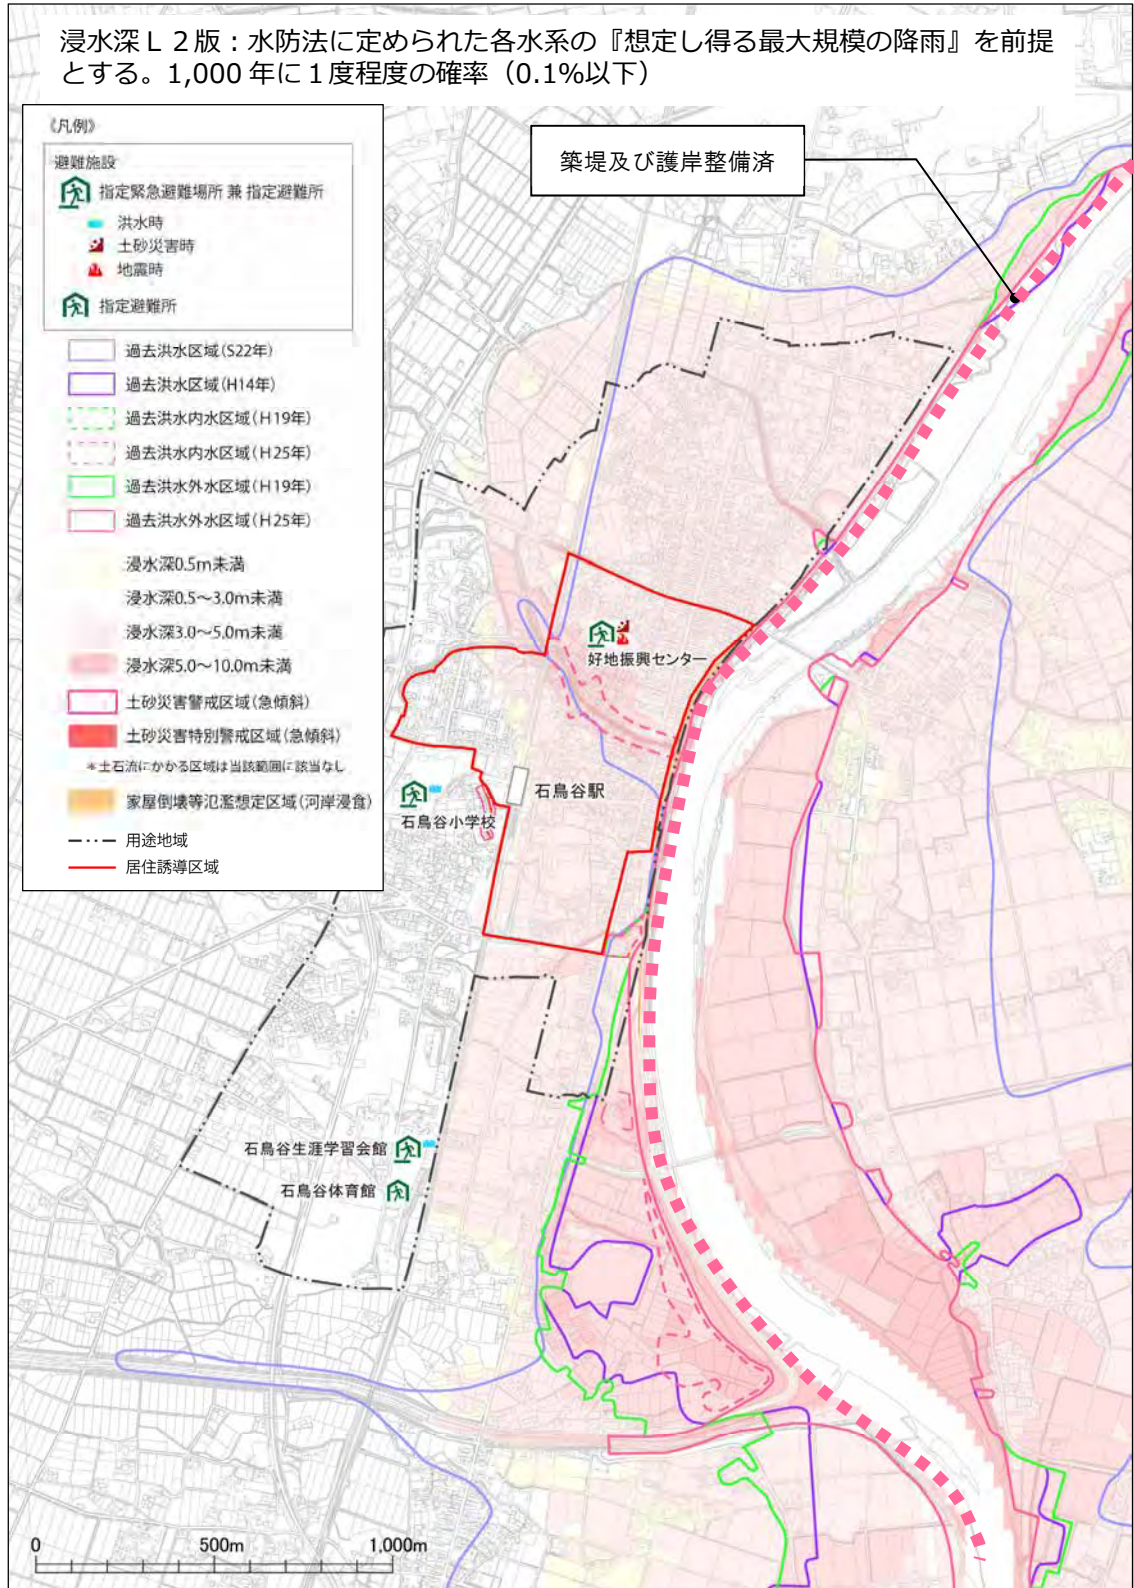 浸水深Ｌ２版：水防法に定められた各水系の『想定し得る最大規模の降雨』を前提
とする。1,000 年に１度程度の確率（0.1%以下）
築堤及び護岸整備済
《凡例》
避難施設
指定緊急避難場所 兼 指定避難所
洪水時
土砂災害時
地震時
指定避難所
過去洪水区域(S22年)
過去洪水区域(H14年)
過去洪水内水区域(H19年)
過去洪水内水区域(H25年)
過去洪水外水区域(H19年)
過去洪水外水区域(H25年)
浸水深0.5m未満
浸水深0.5～3.0m未満
浸水深3.0～5.0m未満
浸水深5.0～10.0m未満
土砂災害警戒区域(急傾斜)
土砂災害特別警戒区域(急傾斜)
＊土石流にかかる区域は当該範囲に該当なし
家屋倒壊等氾濫想定区域(河岸浸食)
用途地域
居住誘導区域
好地振興センター
石鳥谷駅
石鳥谷小学校
石鳥谷生涯学習会館
石鳥谷体育館
0 500m 1,000m